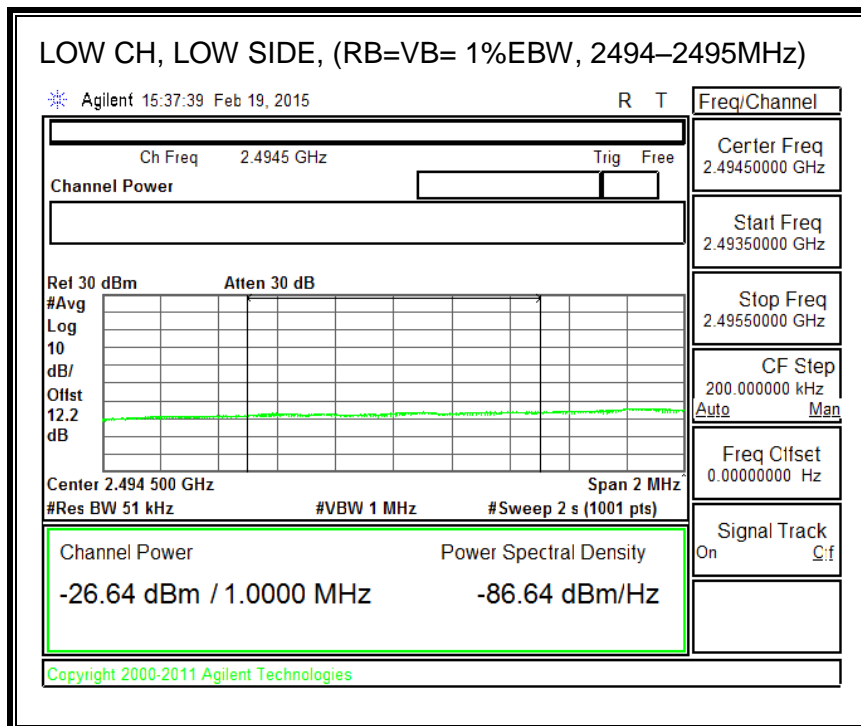 LOW CH, LOW SIDE, (RB=VB= 1%EBW, 2494–2495MHz)
Agilent 15:37:39 Feb 19, 2015 R T
Freq/Channel
Ch Freq 2.4945 GHz Trig Free
Channel Power
Center Freq
2.49450000 GHz
Start Freq
2.49350000 GHz
Stop Freq
2.49550000 GHz
CF Step
200.000000 kHz
Auto Man
Freq Offset
0.00000000 Hz
Signal Track
On Off
Ref 30 dBm Atten 30 dB
#Avg
Log
10
dB/
Offst
12.2
dB
Center 2.494 500 GHz Span 2 MHz^
#Res BW 51 kHz #VBW 1 MHz #Sweep 2 s (1001 pts)
Channel Power Power Spectral Density
-26.64 dBm / 1.0000 MHz -86.64 dBm/Hz
Copyright 2000-2011 Agilent Technologies